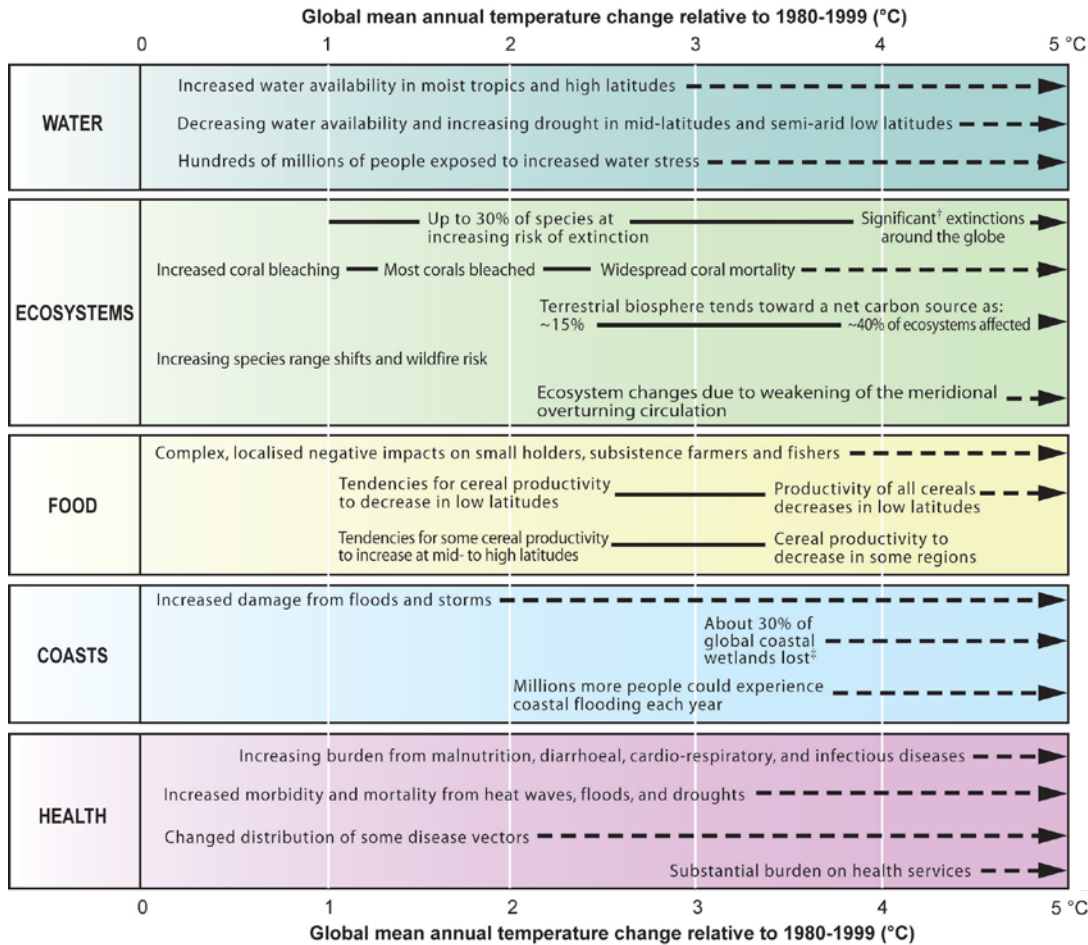 Global mean annual temperature change relative to 1980-1999 (°C)
0 1 2 3 4 5 °C
WATER
Increased water availability in moist tropics and high latitudes
Decreasing water availability and increasing drought in mid-latitudes and semi-arid low latitudes
Hundreds of millions of people exposed to increased water stress
ECOSYSTEMS
Up to 30% of species at
increasing risk of extinction
Significant† extinctions
around the globe
Increased coral bleaching Most corals bleached Widespread coral mortality
Terrestrial biosphere tends toward a net carbon source as:
~15% ~40% of ecosystems affected
Increasing species range shifts and wildfire risk
Ecosystem changes due to weakening of the meridional
overturning circulation
FOOD
Complex, localised negative impacts on small holders, subsistence farmers and fishers
Tendencies for cereal productivity
to decrease in low latitudes
Productivity of all cereals
decreases in low latitudes
Tendencies for some cereal productivity
to increase at mid- to high latitudes
Cereal productivity to
decrease in some regions
COASTS
Increased damage from floods and storms
About 30% of
global coastal
wetlands lost‡
Millions more people could experience
coastal flooding each year
HEALTH
Increasing burden from malnutrition, diarrhoeal, cardio-respiratory, and infectious diseases
Increased morbidity and mortality from heat waves, floods, and droughts
Changed distribution of some disease vectors
Substantial burden on health services
0 1 2 3 4 5 °C
Global mean annual temperature change relative to 1980-1999 (°C)